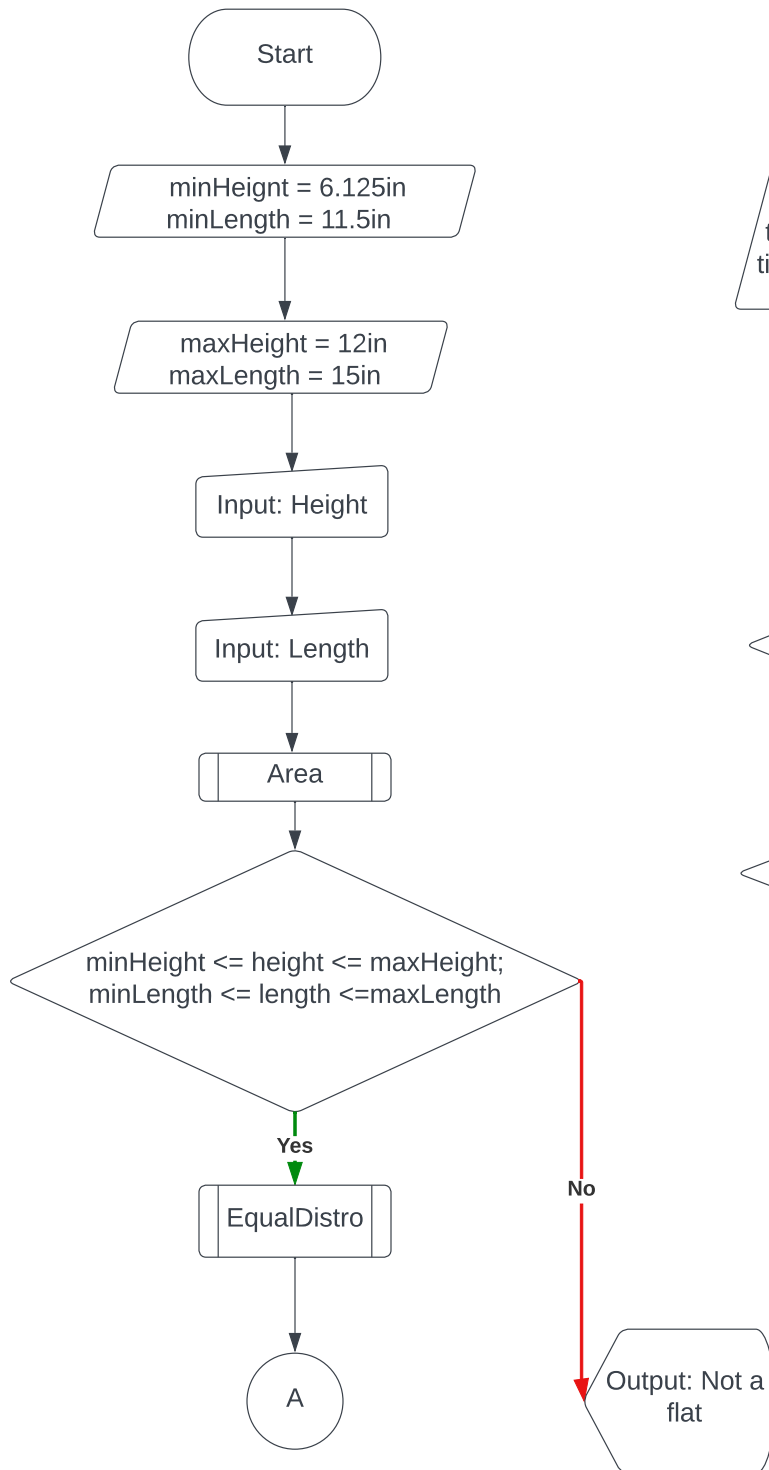 Start
minHeignt = 6.125in
minLength = 11.5in
maxHeight = 12in
maxLength = 15in
Input: Height
Input: Length
Area
minHeight <= height <= maxHeight;
minLength <= length <=maxLength
Yes
No
EqualDistro
A
Output: Not a
flat